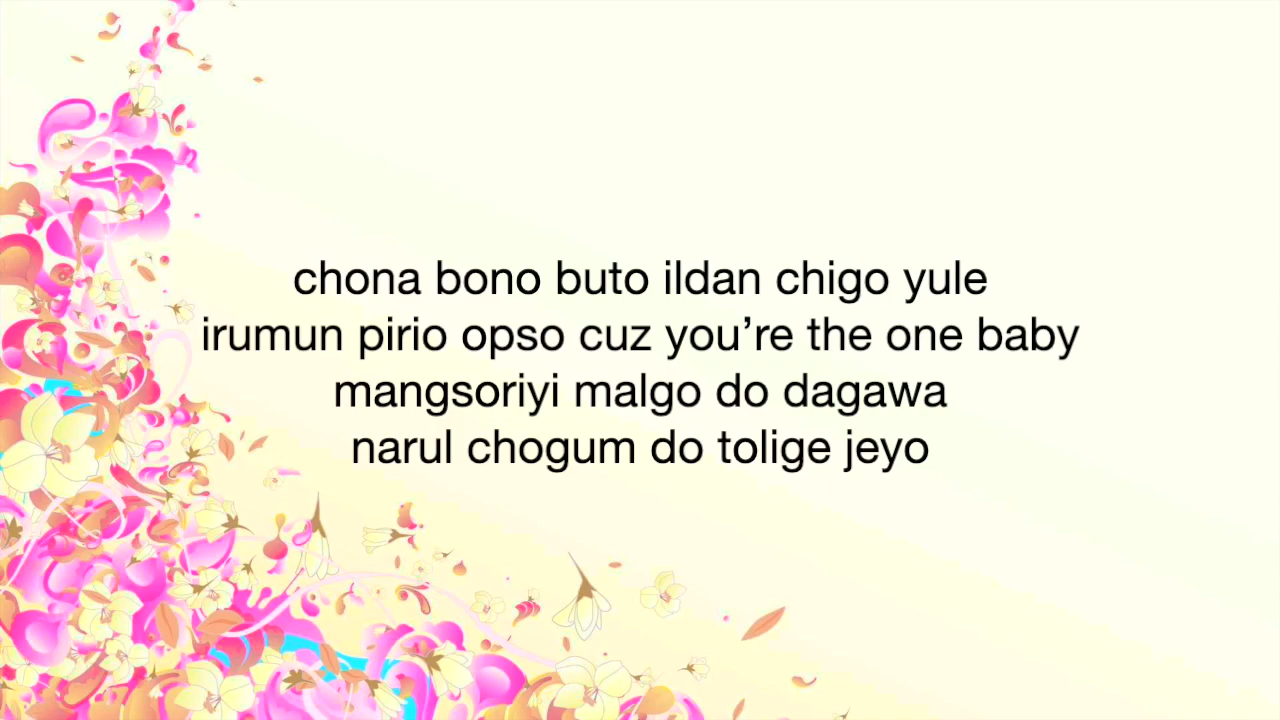 chona bono buto ildan chigo yule
irumun pirio opso cuz you’re the one baby
mangsoriyi malgo do dagawa
narul chogum do tolige jeyo